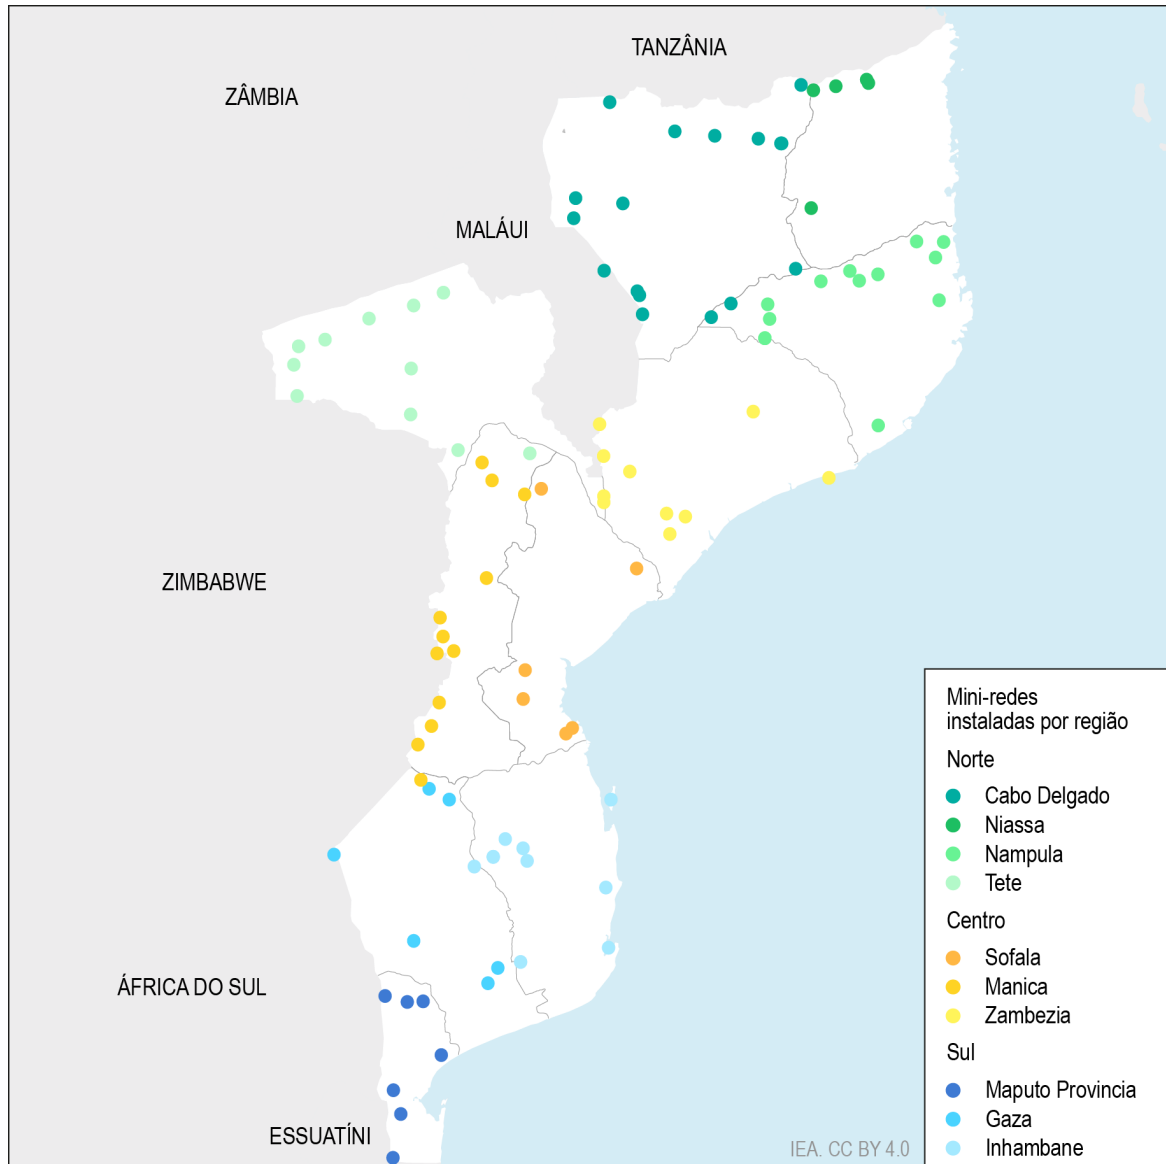 TANZÂNIA
ZÂMBIA
MALÁUI
ZIMBABWE
ÁFRICA DO SUL
ESSUATÍNI
Mini-redes
instaladas por região
Norte
Cabo Delgado
Niassa
Nampula
Tete
Centro
Sofala
Manica
Zambezia
Sul
Maputo Provincia
Gaza
Inhambane
IEA. CC BY 4.0